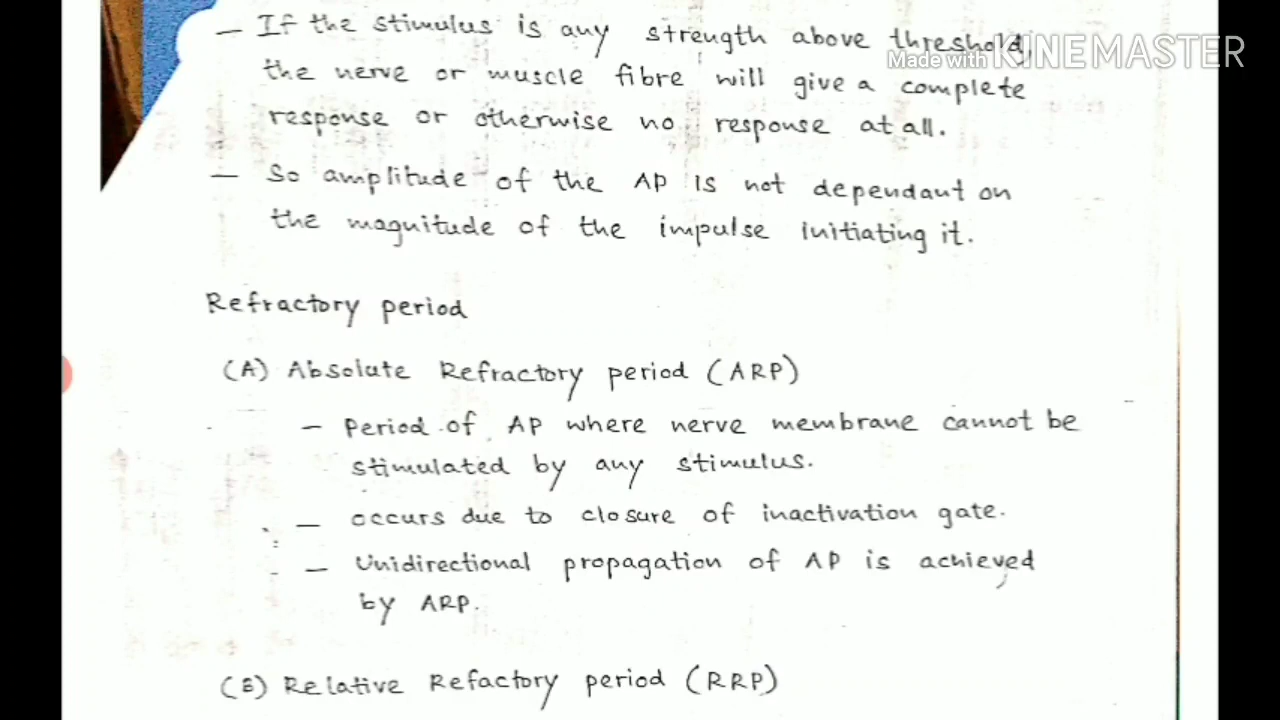 — If the stimulus is any strength above threshold,
Made with KINEMASTER
the nerve or muscle fibre will give a complete
response or otherwise no response at all.
— So amplitude of the AP is not dependant on
the magnitude of the impulse initiating it.
Refractory period
(A) Absolute Refractory period (ARP)
— Period of AP where nerve membrane cannot be
stimulated by any stimulus.
— occurs due to closure of inactivation gate.
— Unidirectional propagation of AP is achieved
by ARP.
(B) Relative Refactory period (RRP)